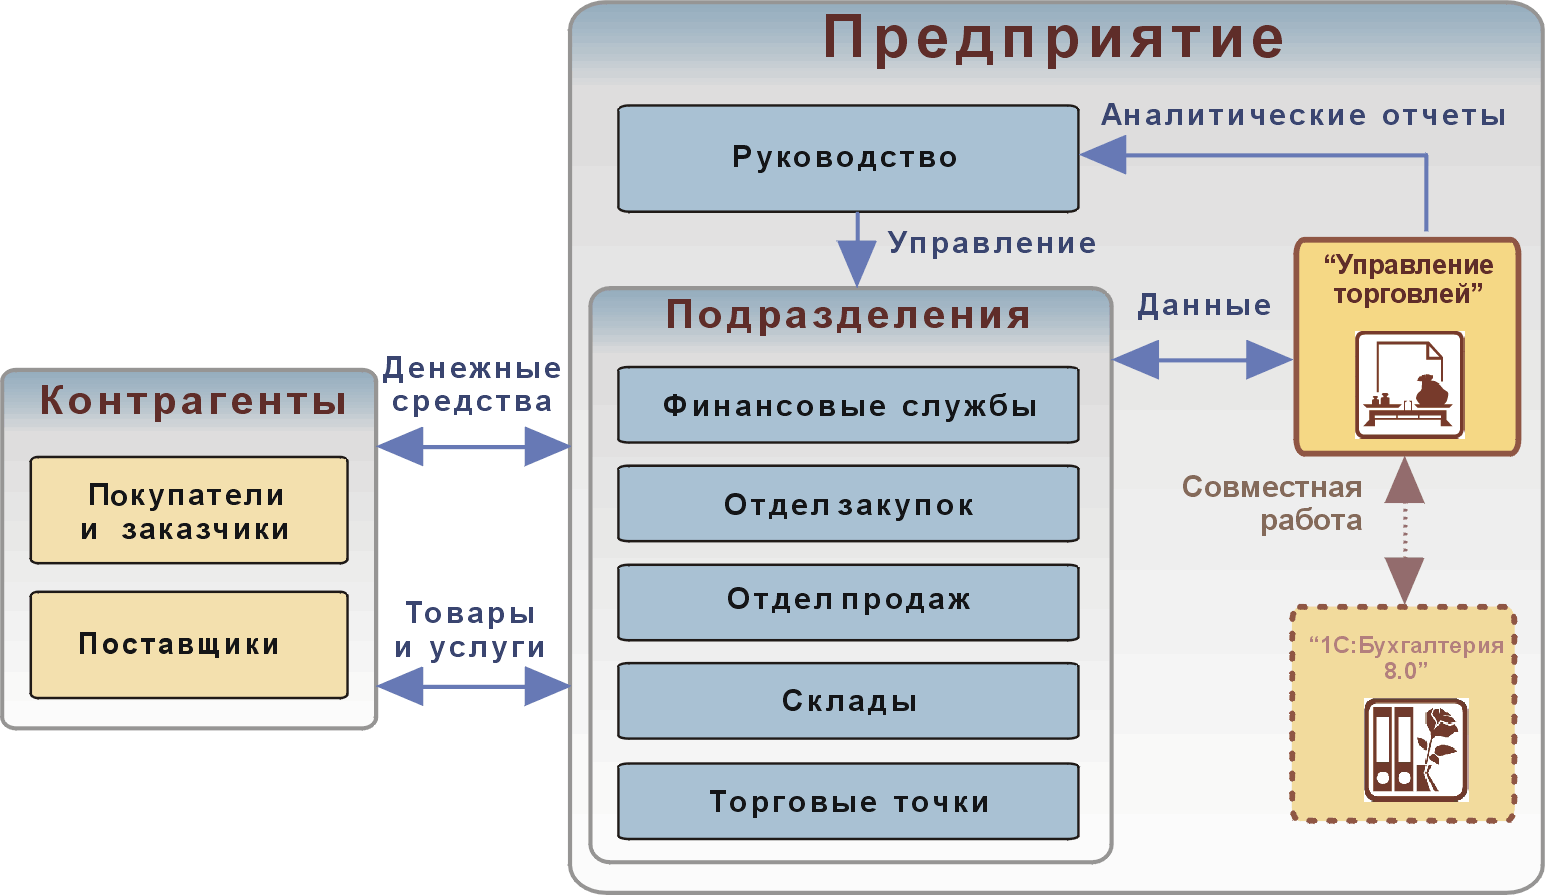 Предприятие
Аналитические отчеты
Руководство
Управление
“Управление
торговлей”
Данные
Подразделения
Финансовые службы
Отдел закупок
Отдел продаж
Склады
Торговые точки
Денежные
средства
Контрагенты
Покупатели
и заказчики
Поставщики
Товары
и услуги
Совместная
работа
“1С:Бухгалтерия
8.0”